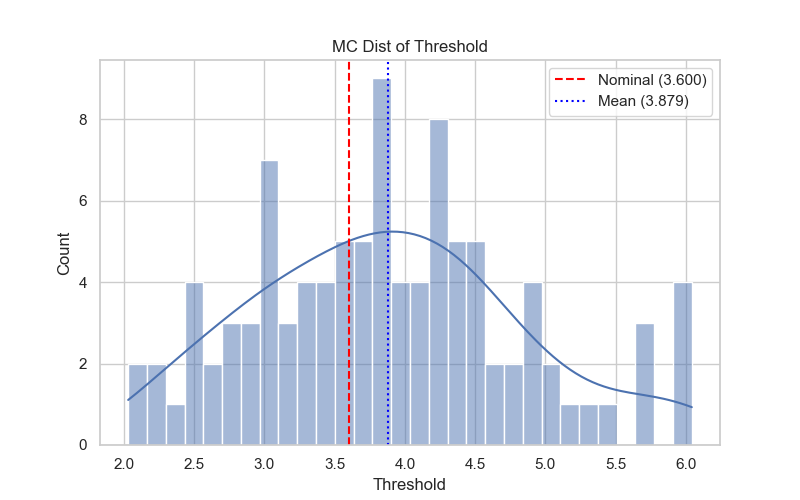 MC Dist of Threshold
Nominal (3.600)
Mean (3.879)
Count
8
6
4
2
0
2.0 2.5 3.0 3.5 4.0 4.5 5.0 5.5 6.0
Threshold